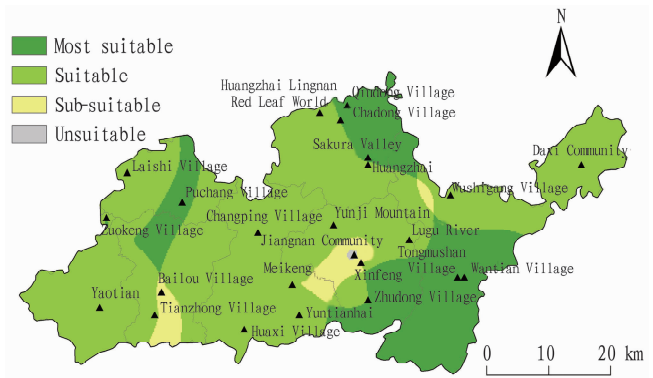 N
Most suitable
Suitable
Sub-suitable
Unsuitable
Huangzhai Lingnan
Red Leaf World
Qindong Village
Chadong Village
Sakura Valley
Huangzhai
Daxi Community
Laishi Village
Puchang Village
Wushigang Village
Zuokeng Village
Changping Village
Yunji Mountain
Lugu River
Jiangnan Community
Tongmushan
Village
Xinfeng
Wantian Village
Meikeng
Bailou Village
Zhudong Village
Yaotian
Tianzhong Village
Yuntianhai
Huaxi Village
0 10 20 km